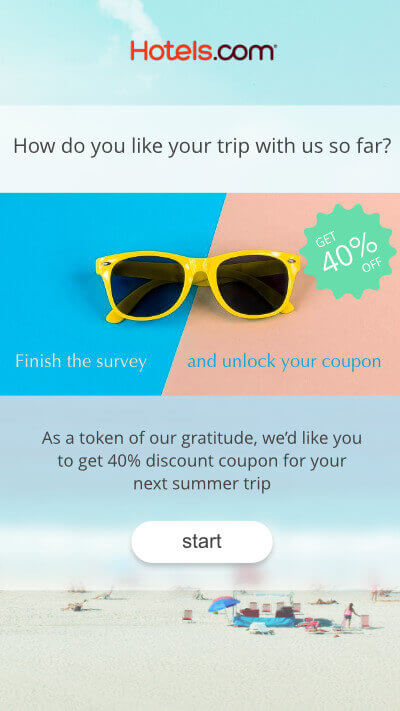 Hotels.com
How do you like your trip with us so far?
GET
40%
OFF
Finish the survey and unlock your coupon
As a token of our gratitude, we’d like you
to get 40% discount coupon for your
next summer trip
start